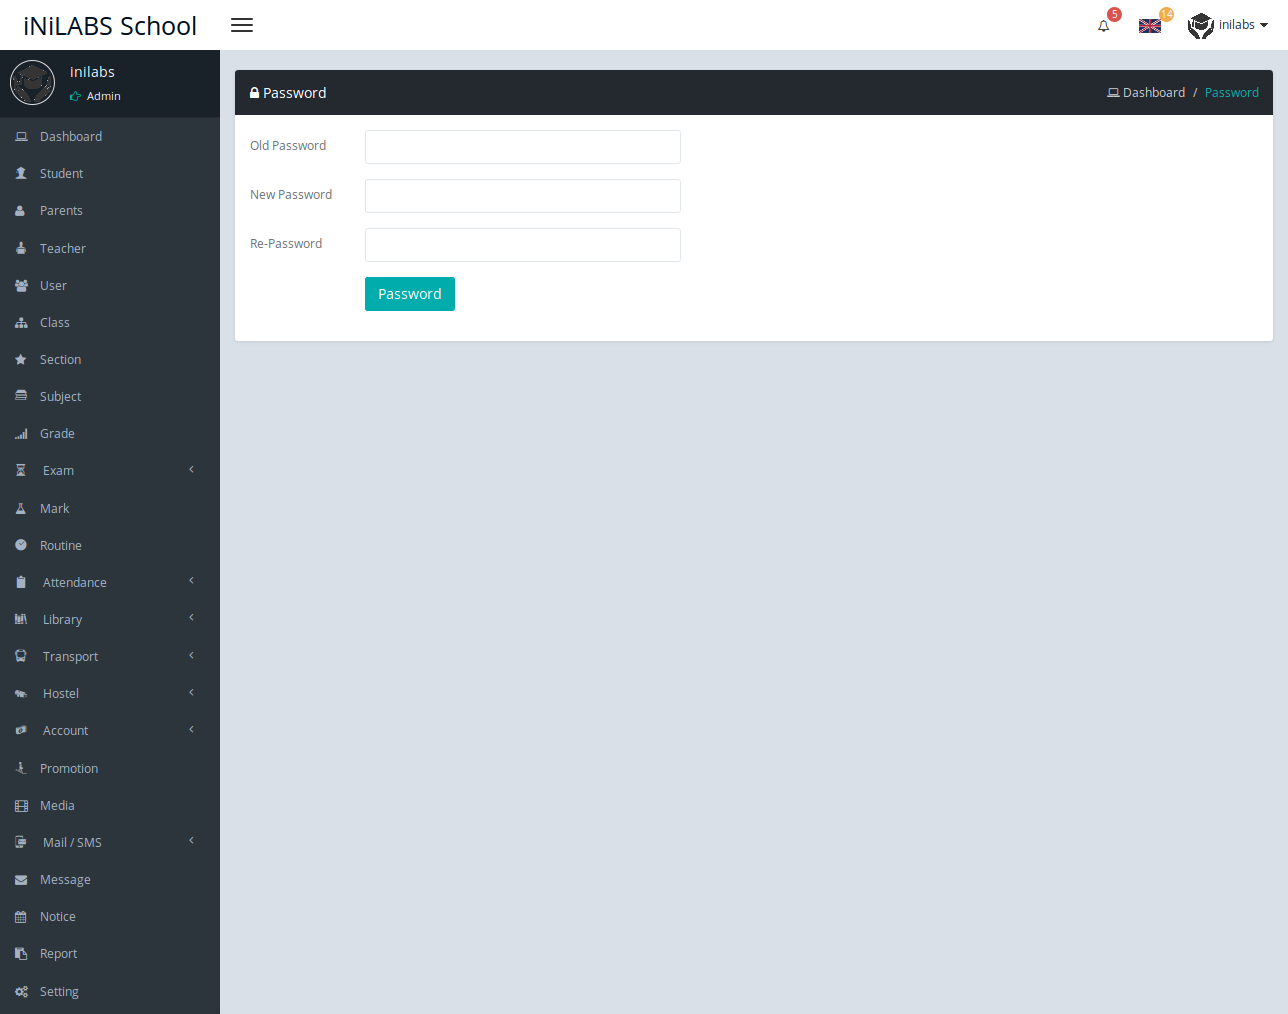 iNiLABS School
5
14
inilabs
inilabs
Admin
Password
Dashboard / Password
Dashboard
Student
Parents
Teacher
User
Class
Section
Subject
Grade
Exam
Mark
Routine
Attendance
Library
Transport
Hostel
Account
Promotion
Media
Mail / SMS
Message
Notice
Report
Setting
Old Password
New Password
Re-Password
Password